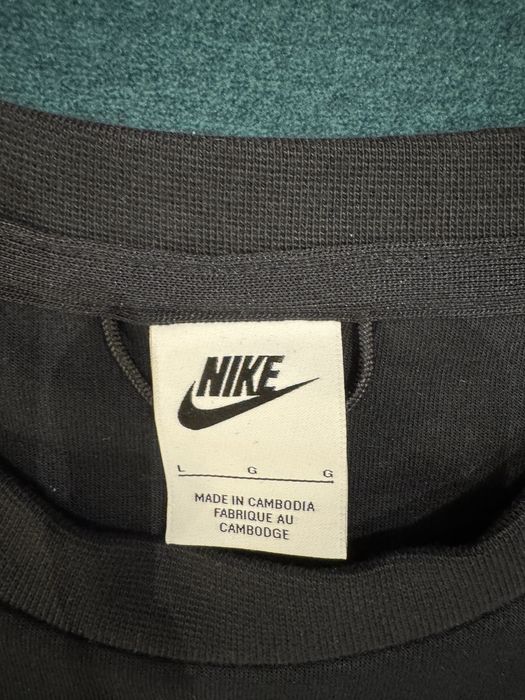 NIKE
L G G
MADE IN CAMBODIA
FABRIQUE AU
CAMBODGE